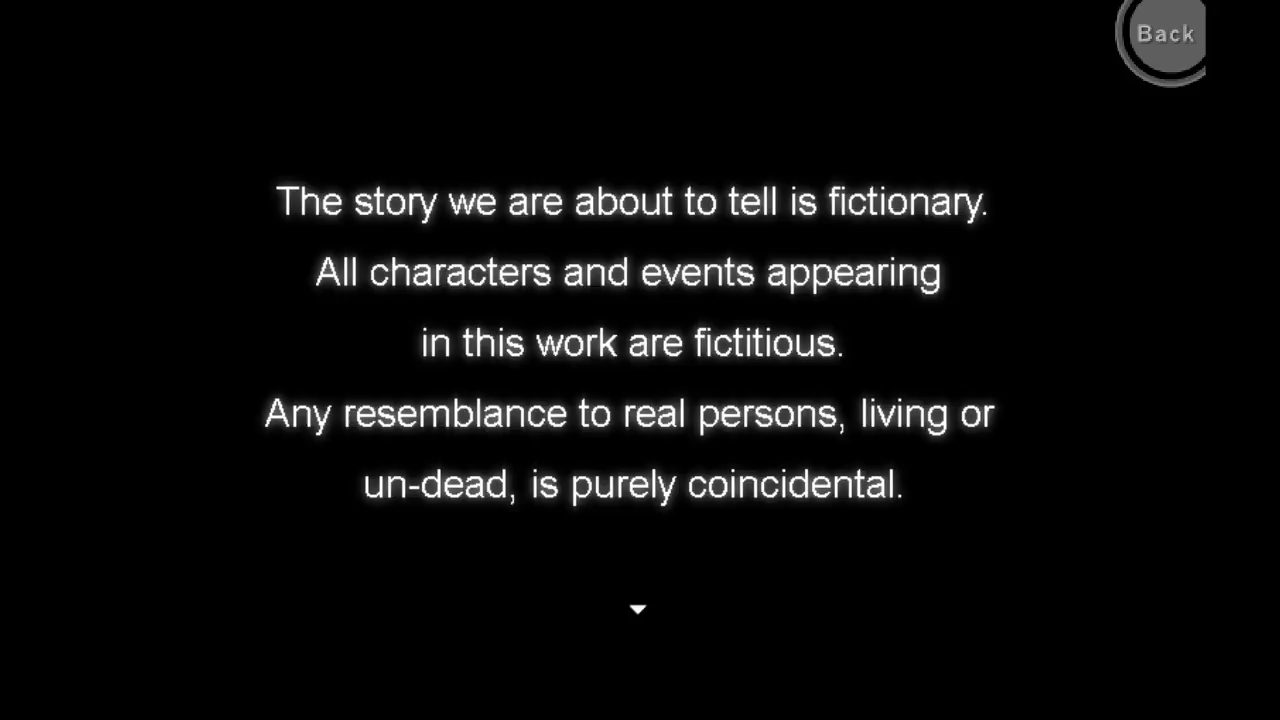 Back
The story we are about to tell is fictionary.
All characters and events appearing
in this work are fictitious.
Any resemblance to real persons, living or
un-dead, is purely coincidental.